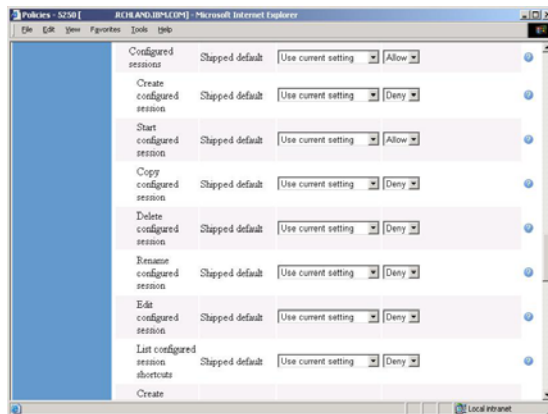 Policies - 5250 [ .RCHLAND.IBM.COM] - Microsoft Internet Explorer
File Edit View Favorites Tools Help
Configured sessions Shipped default Use current setting Allow
Create configured session Shipped default Use current setting Deny
Start configured session Shipped default Use current setting Allow
Copy configured session Shipped default Use current setting Deny
Delete configured session Shipped default Use current setting Deny
Rename configured session Shipped default Use current setting Deny
Edit configured session Shipped default Use current setting Deny
List configured session shortcuts Shipped default Use current setting Deny
Create
Local intranet